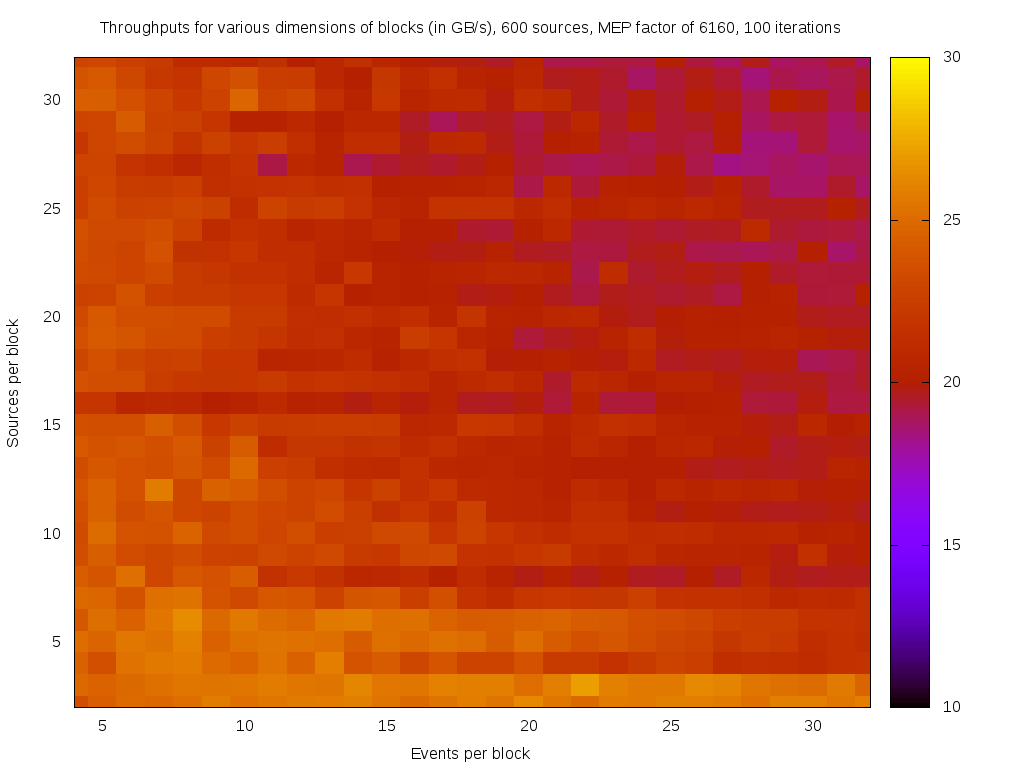 Throughputs for various dimensions of blocks (in GB/s), 600 sources, MEP factor of 6160, 100 iterations
30
25
20
15
10
5
Sources per block
5 10 15 20 25 30
Events per block
30
25
20
15
10